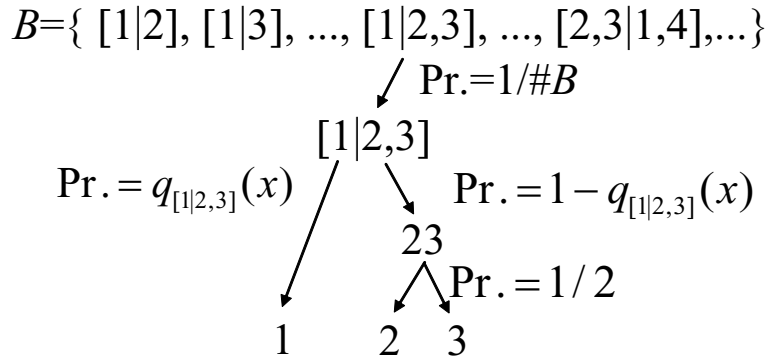 B={ [1|2], [1|3], ..., [1|2,3], ..., [2,3|1,4],...}
Pr.=1/#B
[1|2,3]
Pr.=q[1|2,3](x) Pr.=1−q[1|2,3](x)
23
Pr.=1/2
1 2 3